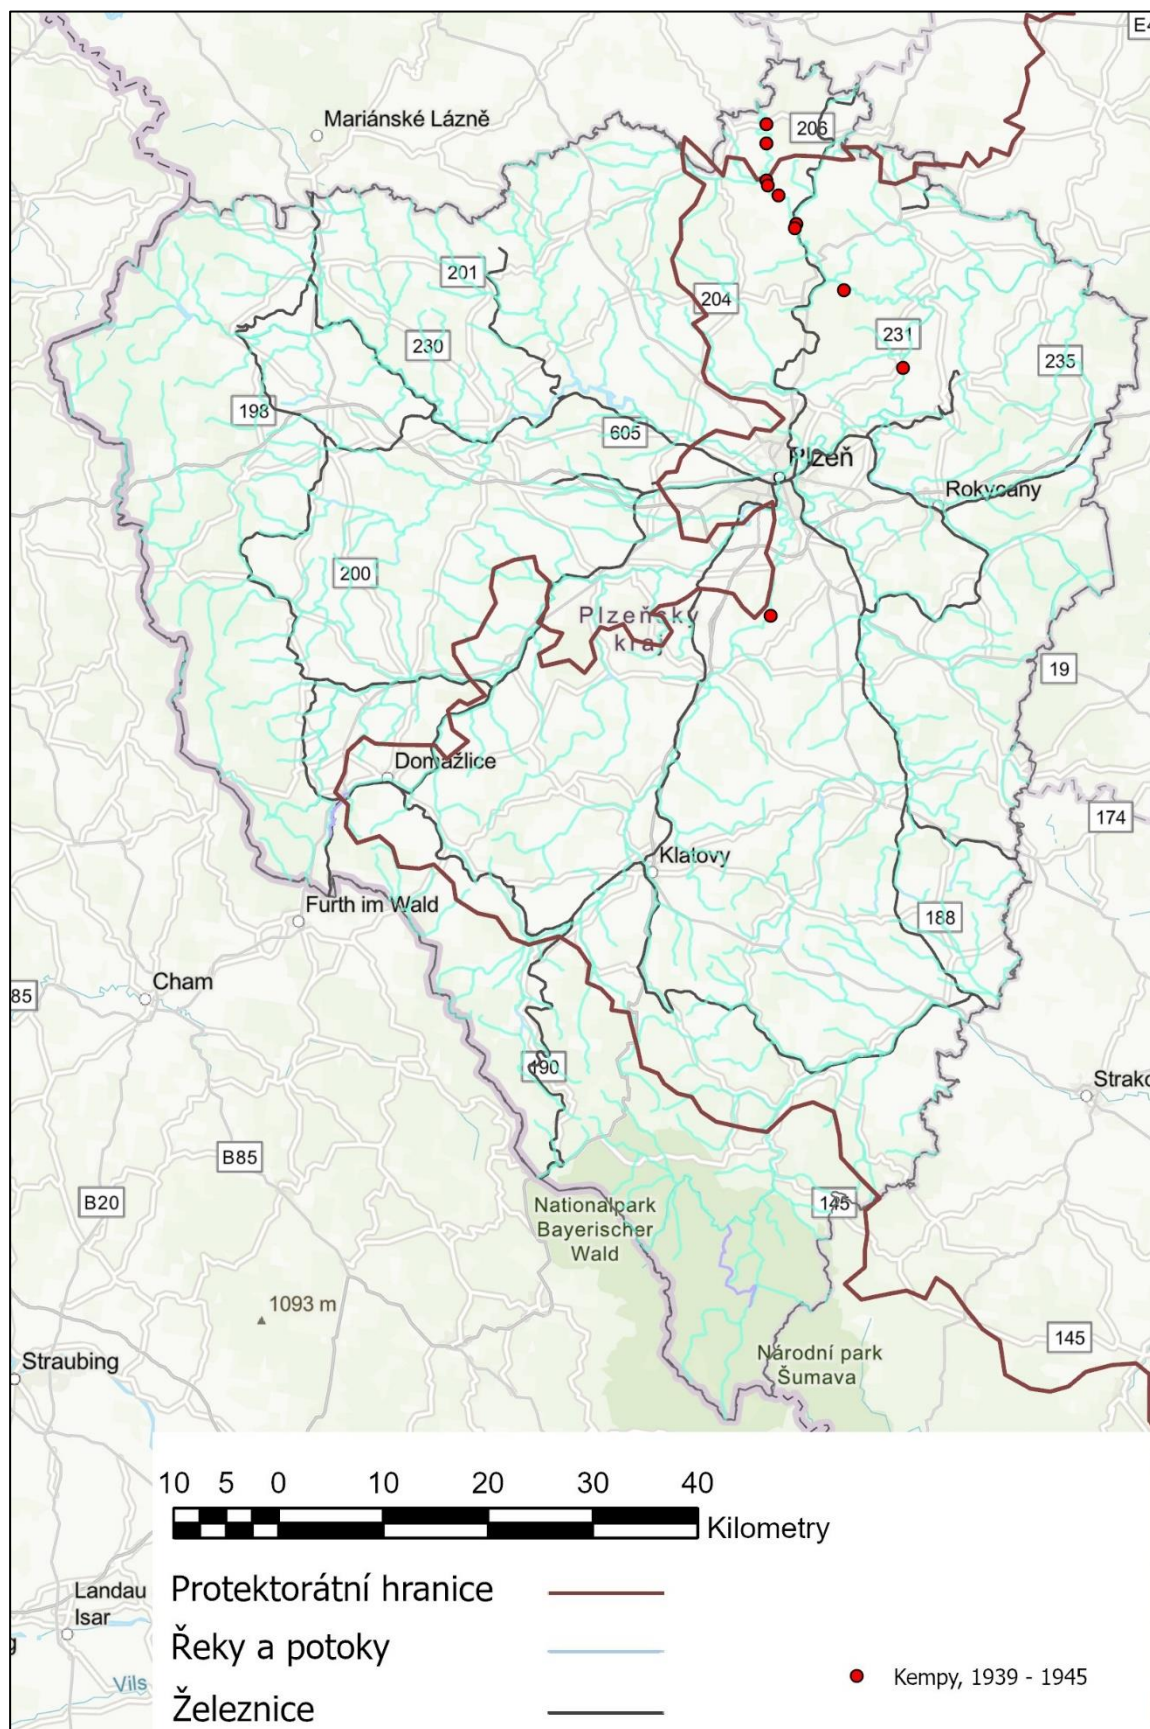 E4
Mariánské Lázně
206
201
204
230
231
235
198
605
Plzeň
Rokycany
200
Plzeňský
kraj
19
Domažlice
174
Klatovy
Furth im Wald
188
Cham
85
190
Strako
B85
B20
Nationalpark
Bayerischer
Wald
145
1093 m
145
Straubing
Národní park
Šumava
10 5 0 10 20 30 40
Kilometry
Protektorátní hranice
Landau
Isar
Řeky a potoky
g
Vils
Kempy, 1939 - 1945
Železnice